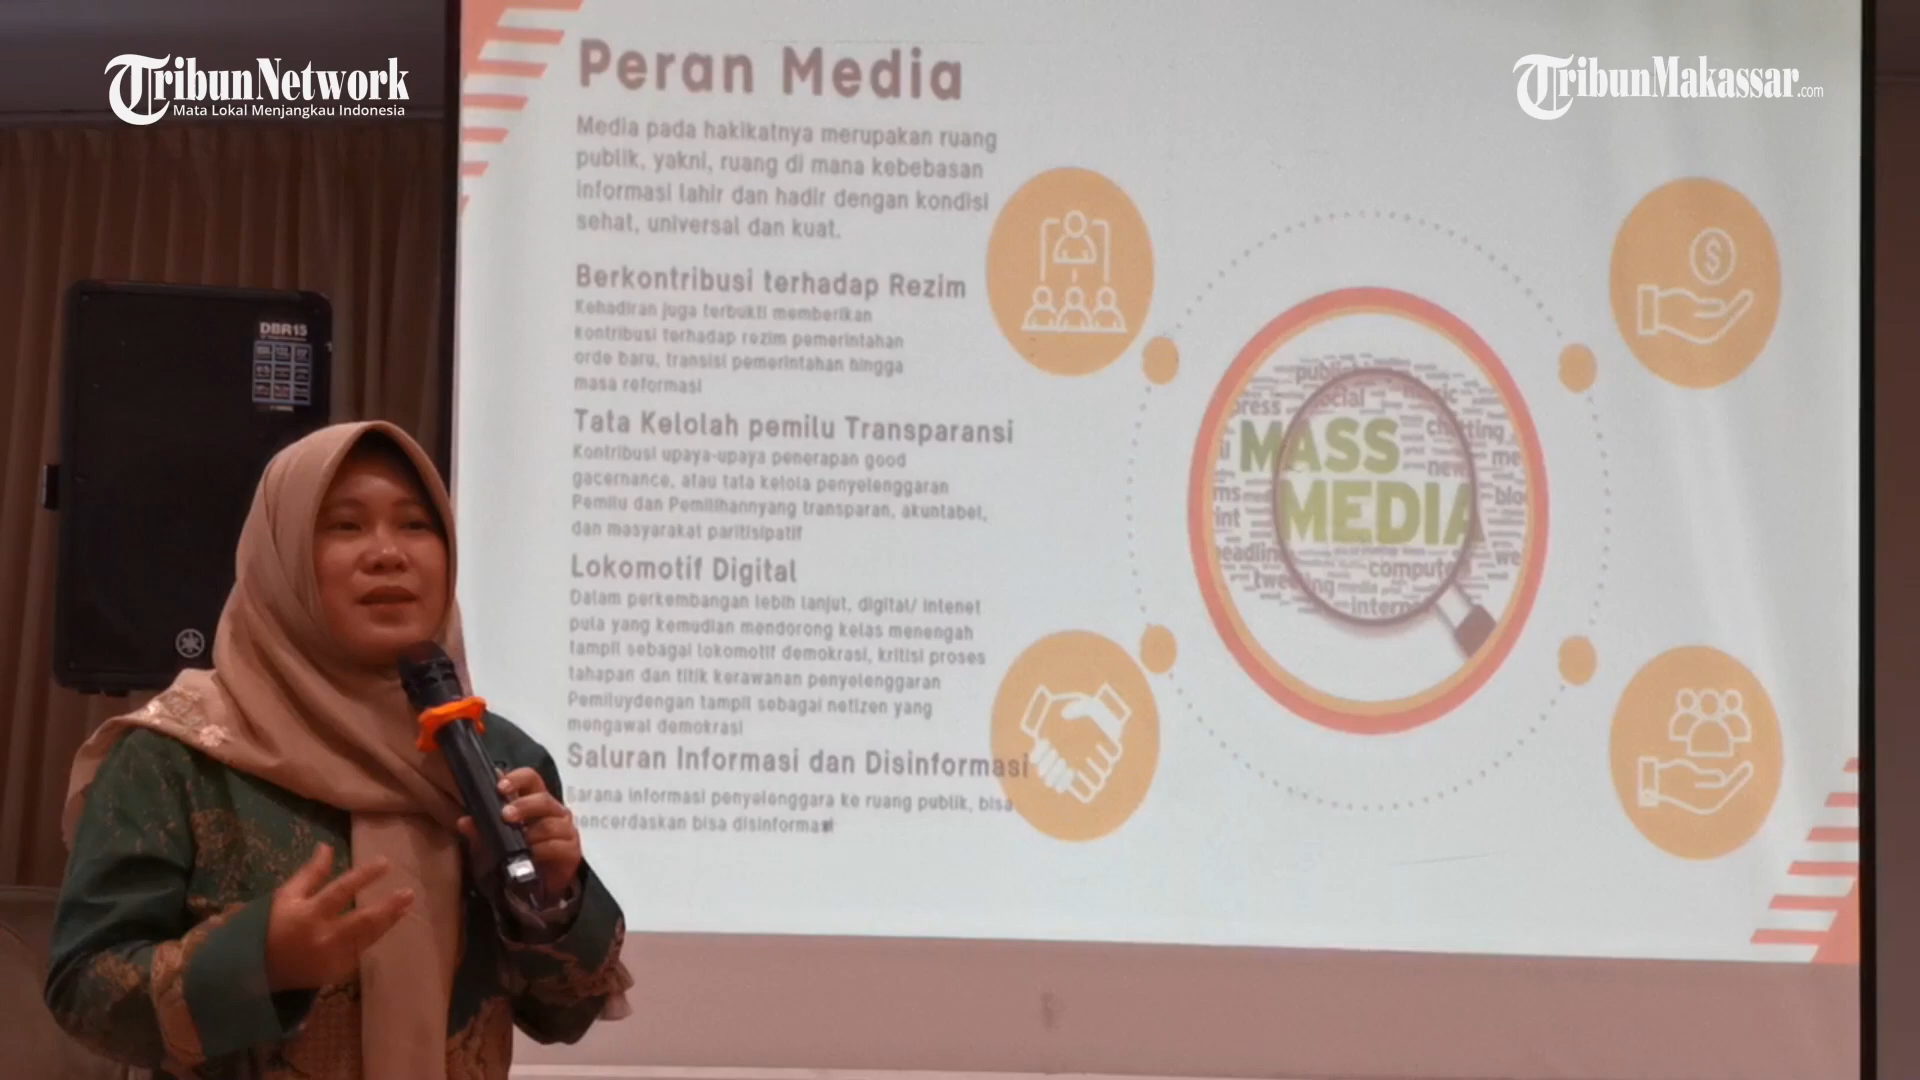 TribunNetwork
Mata Lokal Menjangkau Indonesia
TribunMakassar.com
Peran Media
Media pada hakikatnya merupakan ruang
publik, yakni, ruang di mana kebebasan
informasi lahir dan hadir dengan kondisi
sehat, universal dan kuat.
Berkontribusi terhadap Rezim
Kehadiran juga terbukti memberikan
kontribusi terhadap rezim pemerintahan
orde baru, transisi pemerintahan hingga
masa reformasi
Tata Kelolah pemilu Transparansi
Kontribusi upaya-upaya penerapan good
gacernance, atau tata kelola penyelenggaran
Pemilu dan Pemilihannyang transparan, akuntabel,
dan masyarakat paritisipatif
Lokomotif Digital
Dalam perkembangan lebih lanjut, digital/ intenet
pula yang kemudian mendorong kelas menengah
tampil sebagai lokomotif demokrasi, kritisi proses
tahapan dan titik kerawanan penyelenggaran
Pemiluydengan tampil sebagai netizen yang
mengawal demokrasi
Saluran Informasi dan Disinformasi
Sarana informasi penyelenggara ke ruang publik, bisa
mencerdaskan bisa disinformasi
MASS
MEDIA
press
social
chatting
computer
media
DBR15